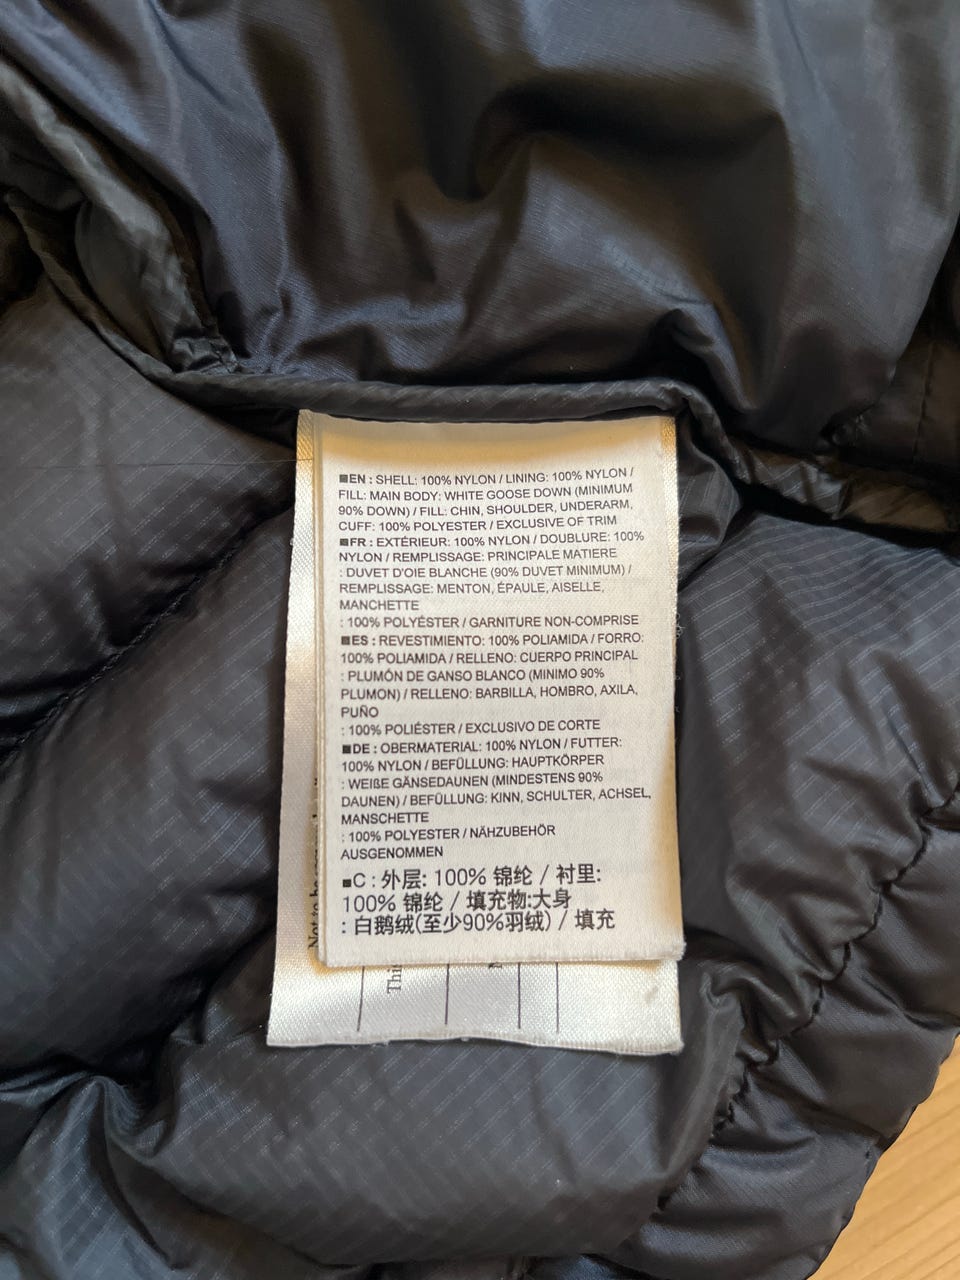 ■EN : SHELL: 100% NYLON / LINING: 100% NYLON /
FILL: MAIN BODY: WHITE GOOSE DOWN (MINIMUM
90% DOWN) / FILL: CHIN, SHOULDER, UNDERARM,
CUFF: 100% POLYESTER / EXCLUSIVE OF TRIM
■FR : EXTÉRIEUR: 100% NYLON / DOUBLURE: 100%
NYLON / REMPLISSAGE: PRINCIPALE MATIERE
: DUVET D'OIE BLANCHE (90% DUVET MINIMUM) /
REMPLISSAGE: MENTON, ÉPAULE, AISELLE,
MANCHETTE
: 100% POLYÉSTER / GARNITURE NON-COMPRISE
■ES : REVESTIMIENTO: 100% POLIAMIDA / FORRO:
100% POLIAMIDA / RELLENO: CUERPO PRINCIPAL
: PLUMÓN DE GANSO BLANCO (MINIMO 90%
PLUMON) / RELLENO: BARBILLA, HOMBRO, AXILA,
PUÑO
: 100% POLIÉSTER / EXCLUSIVO DE CORTE
■DE : OBERMATERIAL: 100% NYLON / FUTTER:
100% NYLON / BEFÜLLUNG: HAUPTKÖRPER
: WEIßE GÄNSEDAUNEN (MINDESTENS 90%
DAUNEN) / BEFÜLLUNG: KINN, SCHULTER, ACHSEL,
MANSCHETTE
: 100% POLYESTER / NÄHZUBEHÖR
AUSGENOMMEN
■C : 外层: 100% 锦纶 / 衬里:
100% 锦纶 / 填充物:大身
: 白鹅绒(至少90%羽绒) / 填充
Not to be